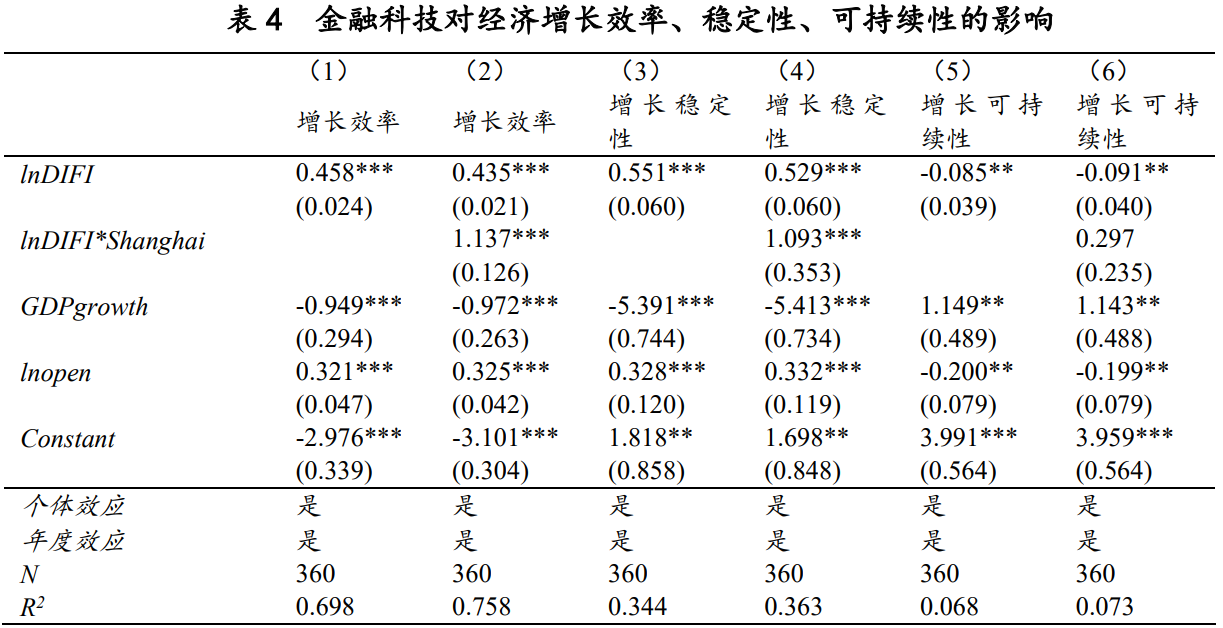 表 4 金融科技对经济增长效率、稳定性、可持续性的影响
（1） （2） （3） （4） （5） （6）
增长效率 增长效率 增长稳定性 增长稳定性 增长可持续性 增长可持续性
lnDIFI 0.458*** 0.435*** 0.551*** 0.529*** -0.085** -0.091**
(0.024) (0.021) (0.060) (0.060) (0.039) (0.040)
lnDIFI*Shanghai 1.137*** 1.093*** 0.297
(0.126) (0.353) (0.235)
GDPgrowth -0.949*** -0.972*** -5.391*** -5.413*** 1.149** 1.143**
(0.294) (0.263) (0.744) (0.734) (0.489) (0.488)
lnopen 0.321*** 0.325*** 0.328*** 0.332*** -0.200** -0.199**
(0.047) (0.042) (0.120) (0.119) (0.079) (0.079)
Constant -2.976*** -3.101*** 1.818** 1.698** 3.991*** 3.959***
(0.339) (0.304) (0.858) (0.848) (0.564) (0.564)
个体效应 是 是 是 是 是 是
年度效应 是 是 是 是 是 是
N 360 360 360 360 360 360
R² 0.698 0.758 0.344 0.363 0.068 0.073